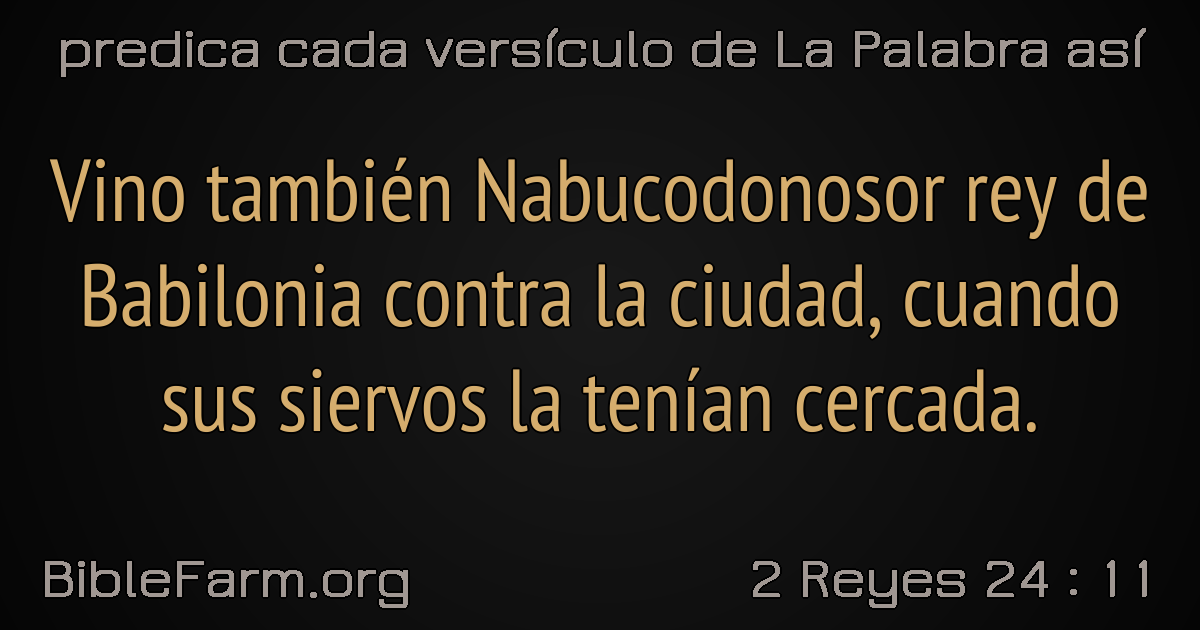 predica cada versículo de La Palabra así
Vino también Nabucodonosor rey de
Babilonia contra la ciudad, cuando
sus siervos la tenían cercada.
BibleFarm.org
2 Reyes 24 : 11